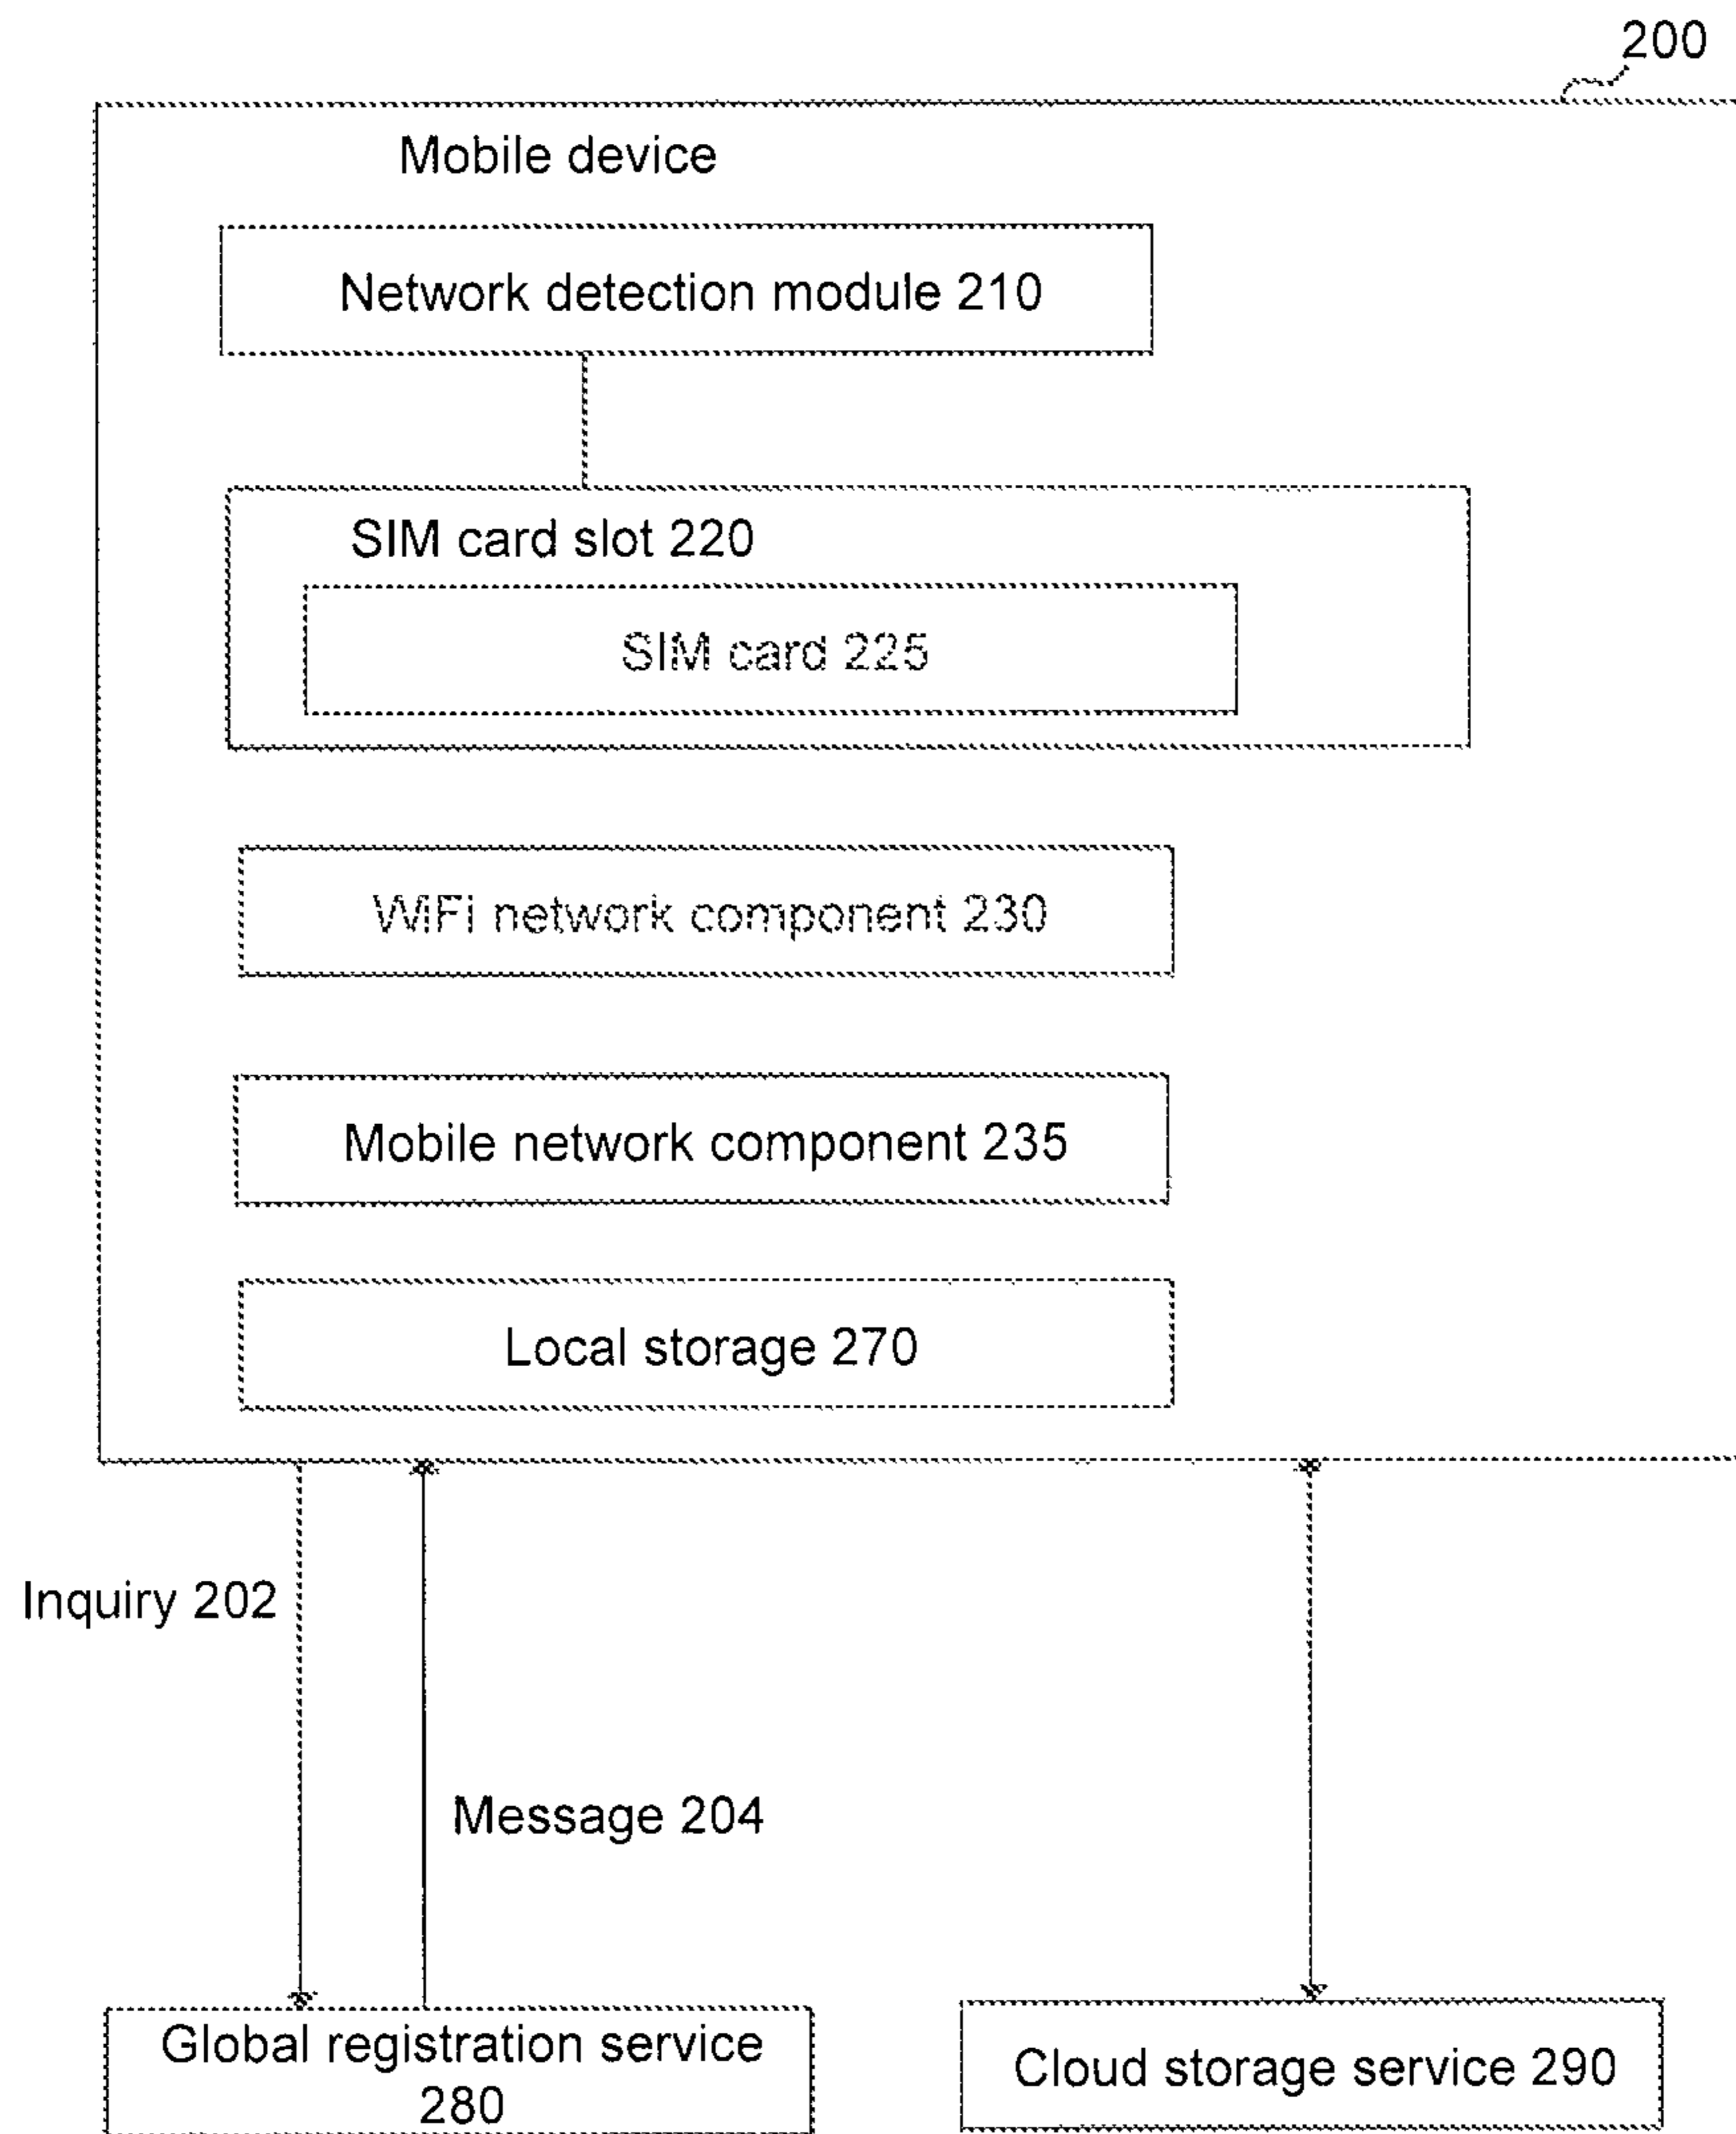 200
Mobile device
Network detection module 210
SIM card slot 220
SIM card 225
WiFi network component 230
Mobile network component 235
Local storage 270
Inquiry 202
Message 204
Global registration service
280
Cloud storage service 290